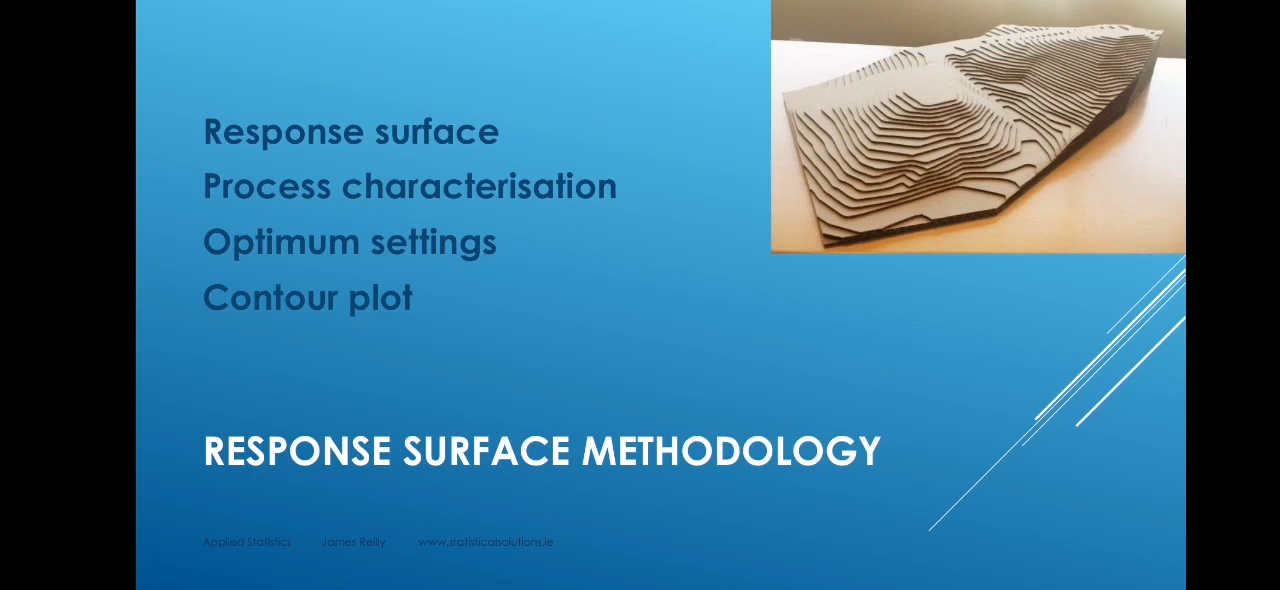 Response surface
Process characterisation
Optimum settings
Contour plot
RESPONSE SURFACE METHODOLOGY
Applied Statistics James Reilly www.statisticalsolutions.ie